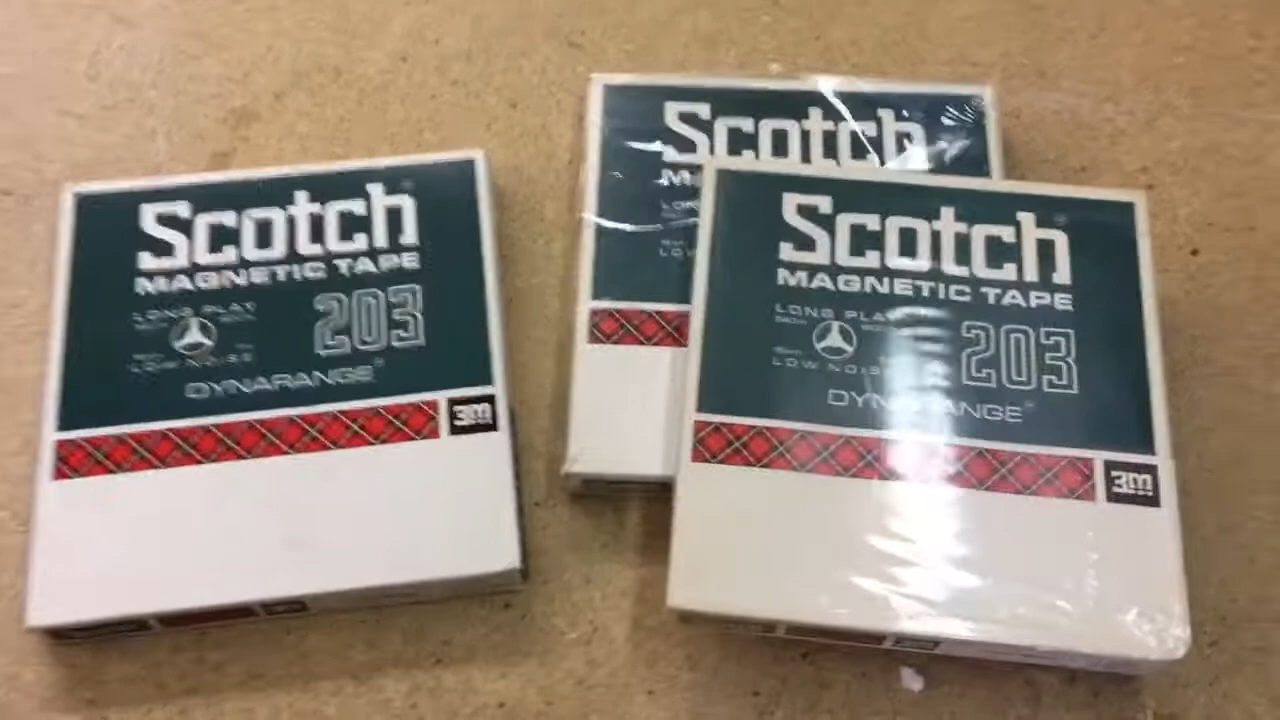 Scotch®
MAGNETIC TAPE
LONG PLAY
203
LOW NOISE
DYNARANGE®
3M
Scotch
Scotch®
MAGNETIC TAPE
LONG PLAY
203
LOW NOISE
DYNARANGE®
3M